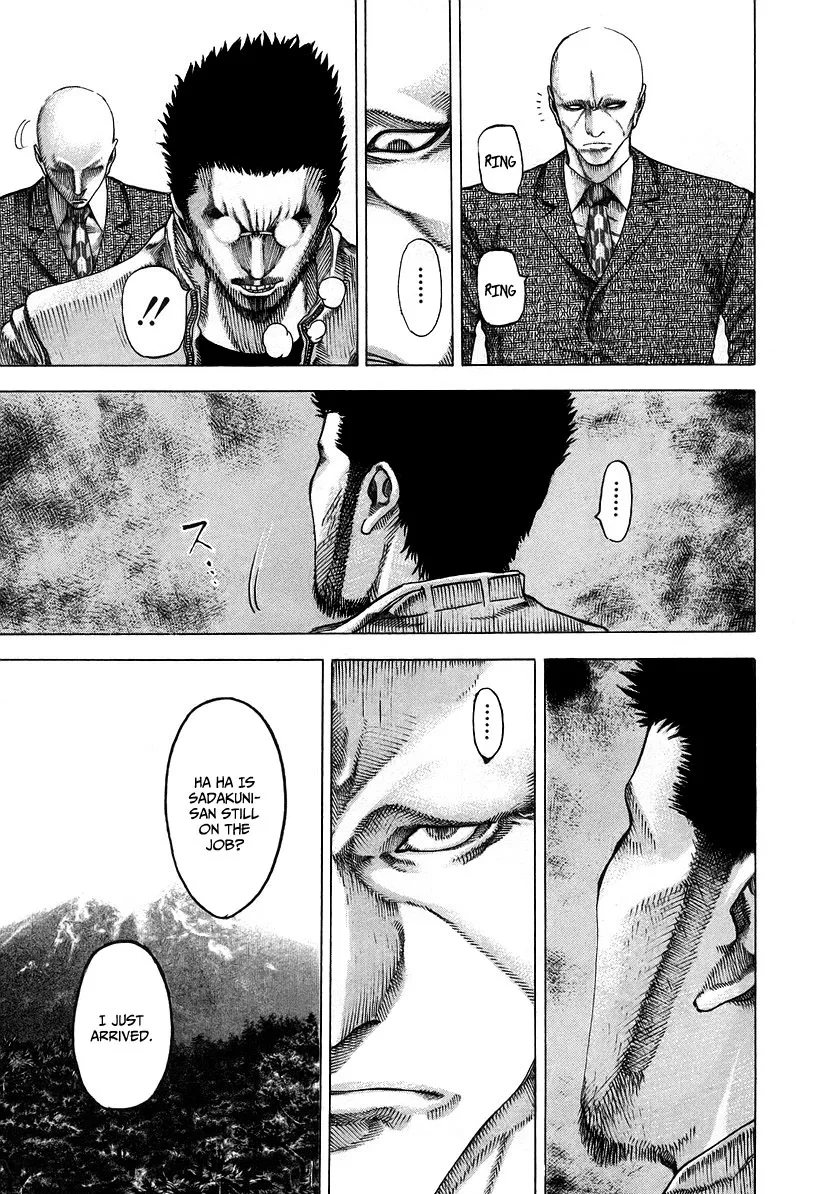 RING
RING
………
!!
………
ス…
………
HA HA IS
SADAKUNI-
SAN STILL
ON THE
JOB?
I JUST
ARRIVED.